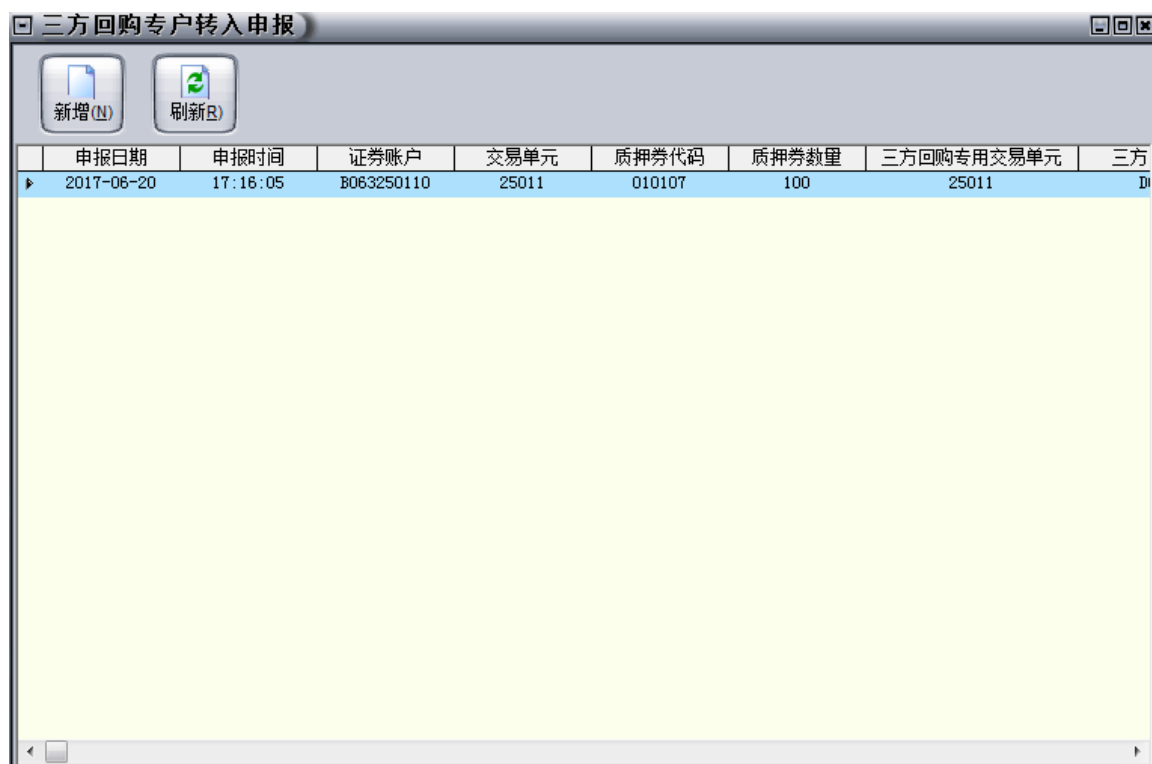 三方回购专户转入申报
新增(N) 刷新R)
申报日期 申报时间 证券账户 交易单元 质押券代码 质押券数量 三方回购专用交易单元 三方
2017-06-20 17:16:05 B063250110 25011 010107 100 25011